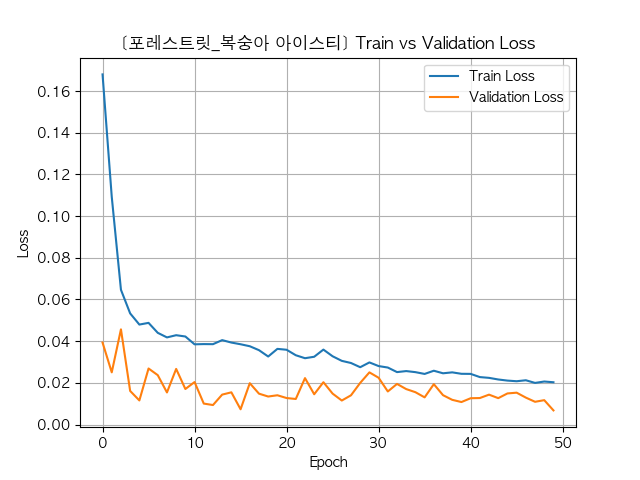 [포레스트릿_복숭아 아이스티] Train vs Validation Loss
Train Loss
Validation Loss
Loss
0.16
0.14
0.12
0.10
0.08
0.06
0.04
0.02
0.00
0 10 20 30 40 50
Epoch